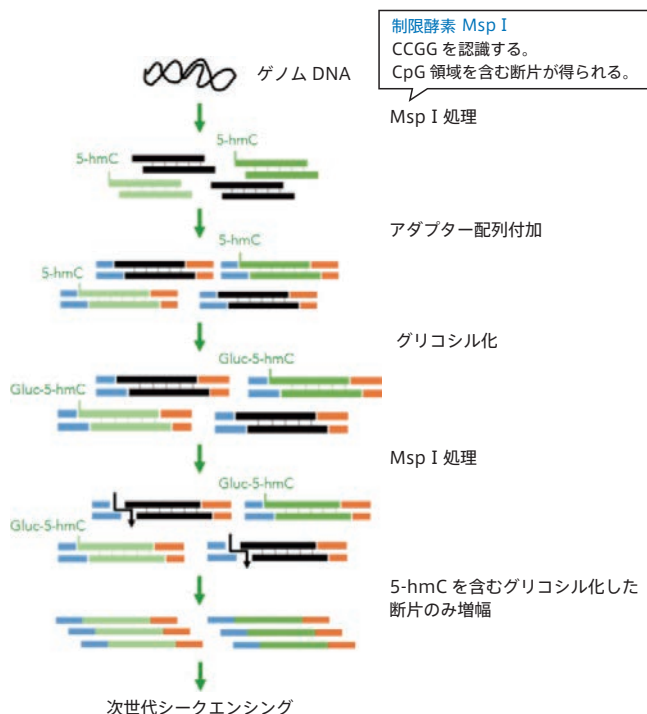 制限酵素 Msp I
CCGG を認識する。
CpG 領域を含む断片が得られる。
ゲノム DNA
Msp I 処理
5-hmC
5-hmC
アダプター配列付加
5-hmC
5-hmC
グリコシル化
Gluc-5-hmC
Gluc-5-hmC
Msp I 処理
Gluc-5-hmC
Gluc-5-hmC
5-hmC を含むグリコシル化した
断片のみ増幅
次世代シークエンシング